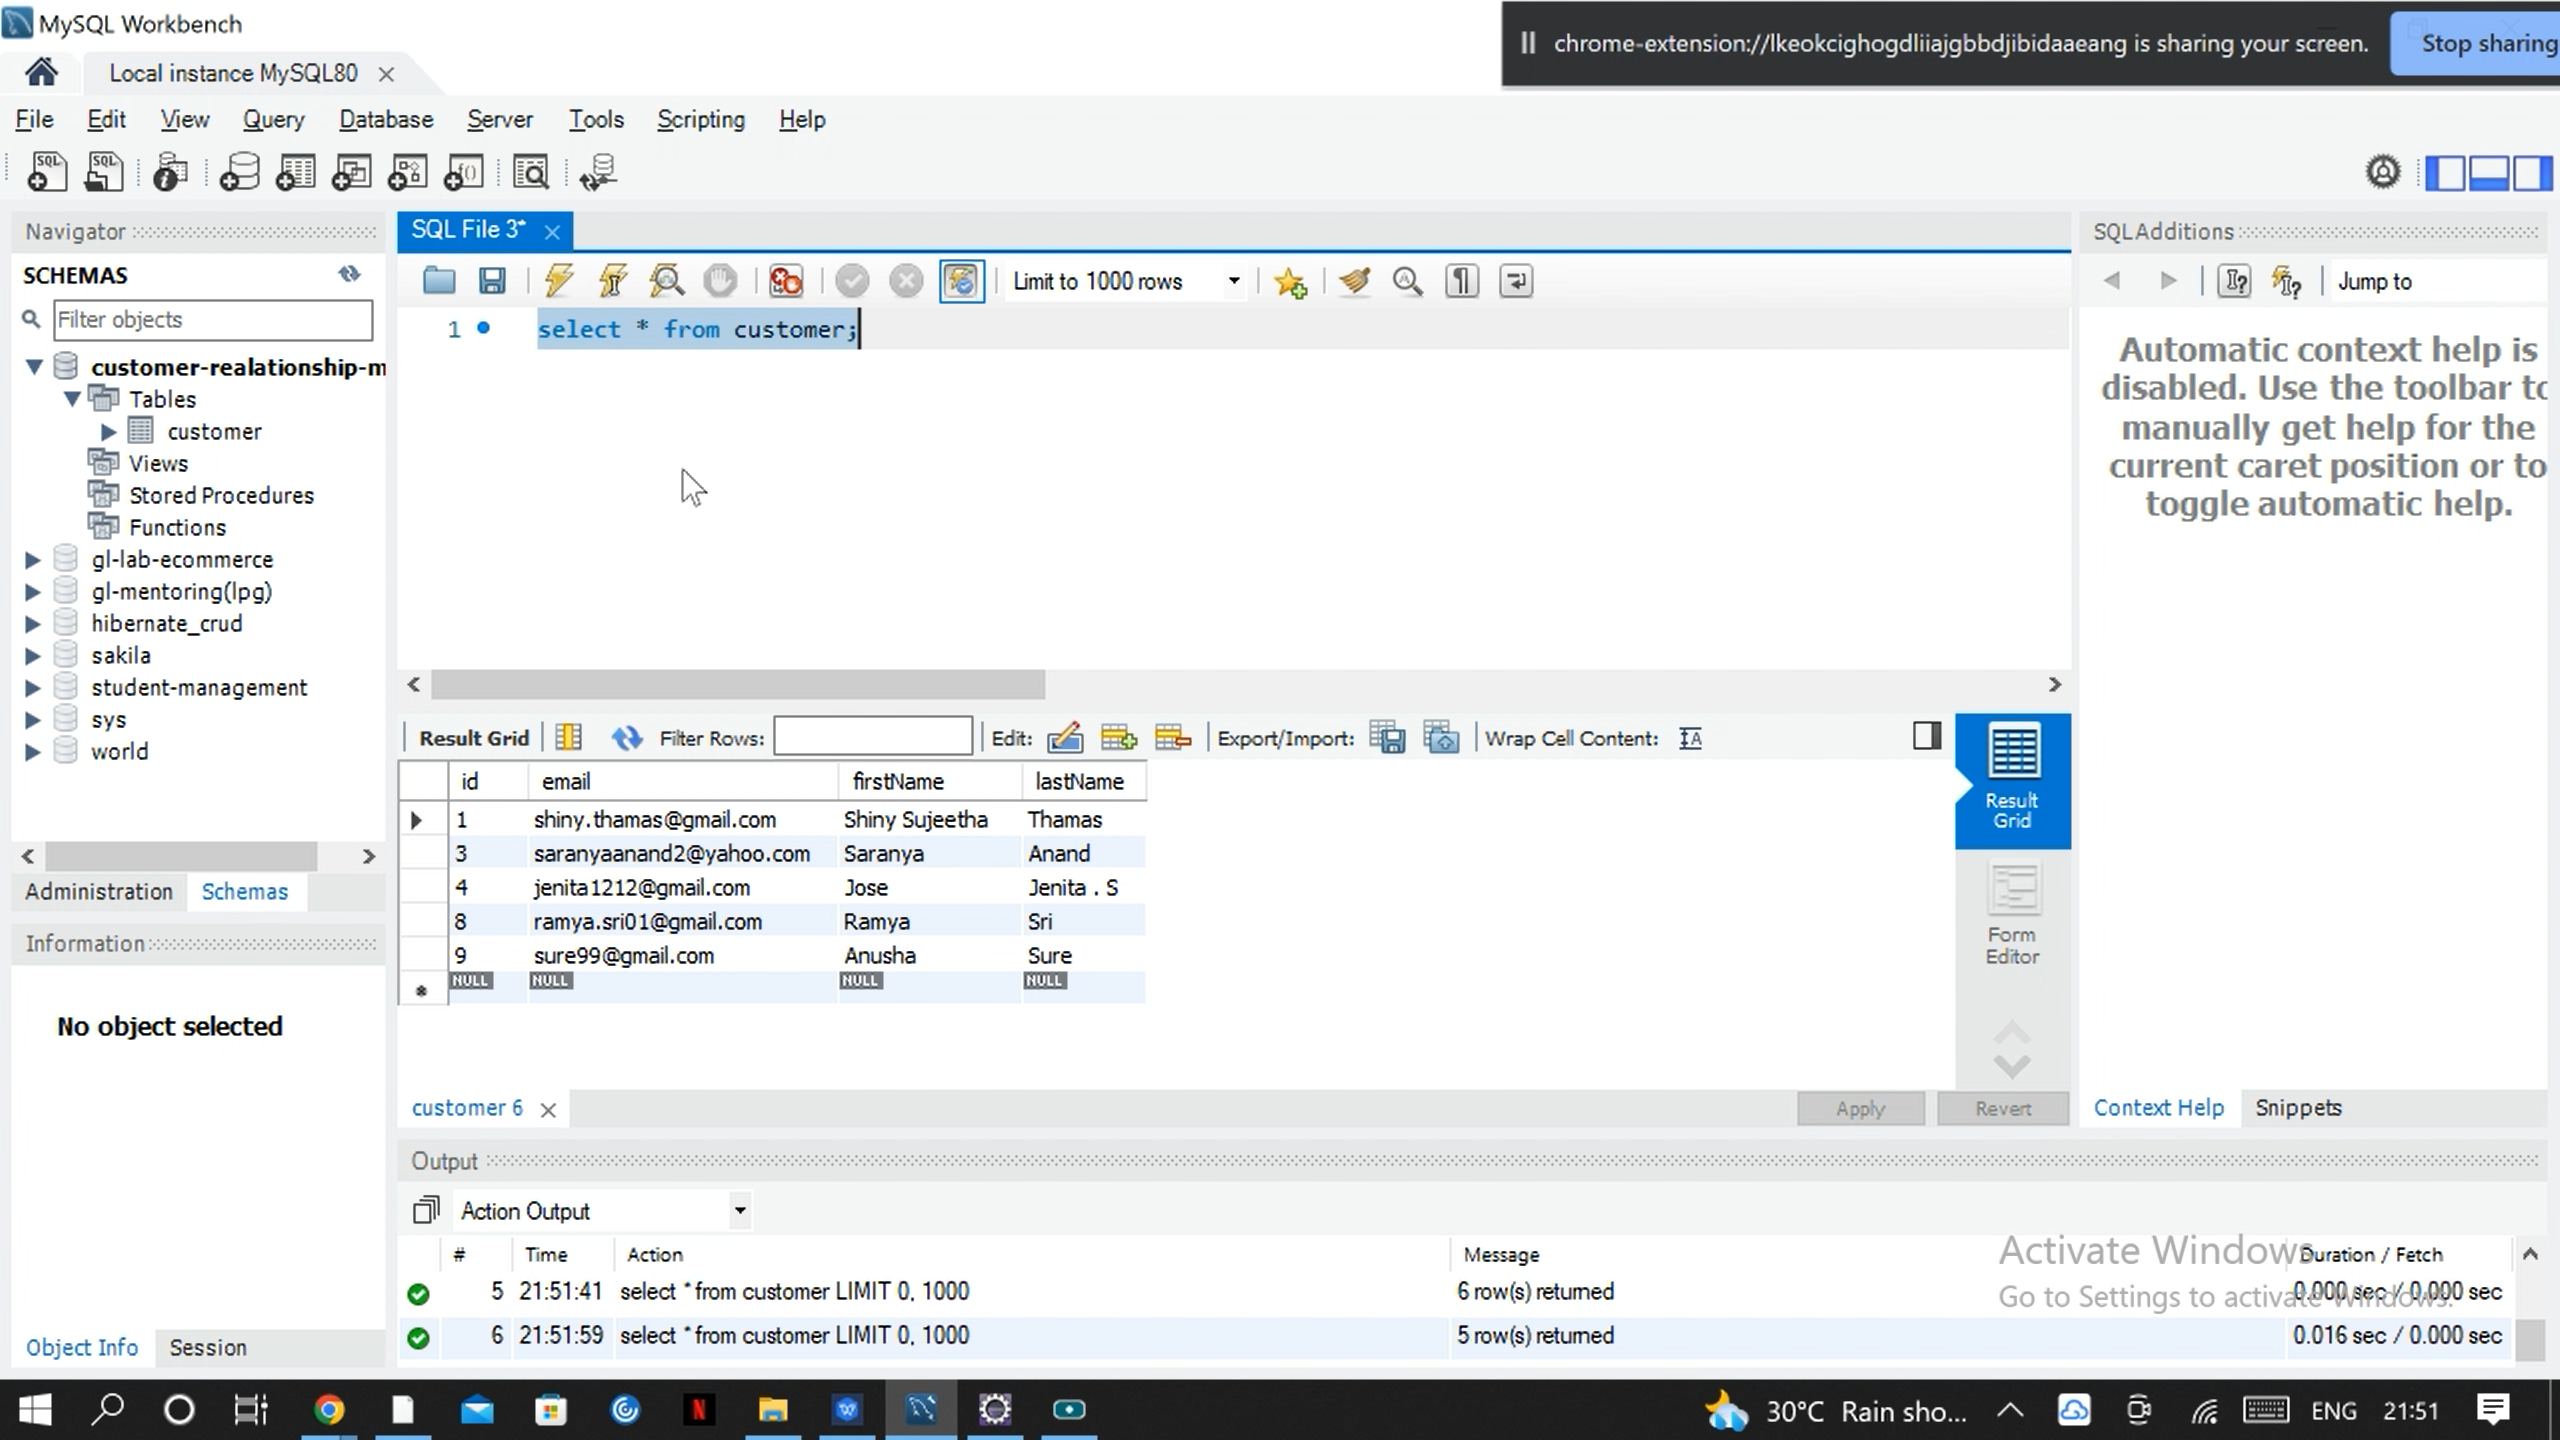 MySQL Workbench
chrome-extension://lkeokcighogdliiajgbbdjibidaaeang is sharing your screen.
Stop sharing
Local instance MySQL80
File Edit View Query Database Server Tools Scripting Help
Navigator
SQL File 3*
SQLAdditions
SCHEMAS
Limit to 1000 rows
Jump to
Filter objects
1 select * from customer;
customer-realationship-m
Tables
customer
Views
Stored Procedures
Functions
gl-lab-ecommerce
gl-mentoring(lpg)
hibernate_crud
sakila
student-management
sys
world
Automatic context help is
disabled. Use the toolbar to
manually get help for the
current caret position or to
toggle automatic help.
Result Grid Filter Rows: Edit: Export/Import: Wrap Cell Content:
id email firstName lastName
1 shiny.thamas@gmail.com Shiny Sujeetha Thamas
3 saranyaanand2@yahoo.com Saranya Anand
4 jenita1212@gmail.com Jose Jenita . S
8 ramya.sri01@gmail.com Ramya Sri
9 sure99@gmail.com Anusha Sure
NULL NULL NULL NULL
Result
Grid
Form
Editor
Administration Schemas
Information
No object selected
Object Info Session
customer 6
Apply Revert
Context Help Snippets
Output
Action Output
# Time Action Message Duration / Fetch
5 21:51:41 select * from customer LIMIT 0, 1000 6 row(s) returned 0.000 sec / 0.000 sec
6 21:51:59 select * from customer LIMIT 0, 1000 5 row(s) returned 0.016 sec / 0.000 sec
Activate Windows
Go to Settings to activate Windows.
30°C Rain sho... ENG 21:51